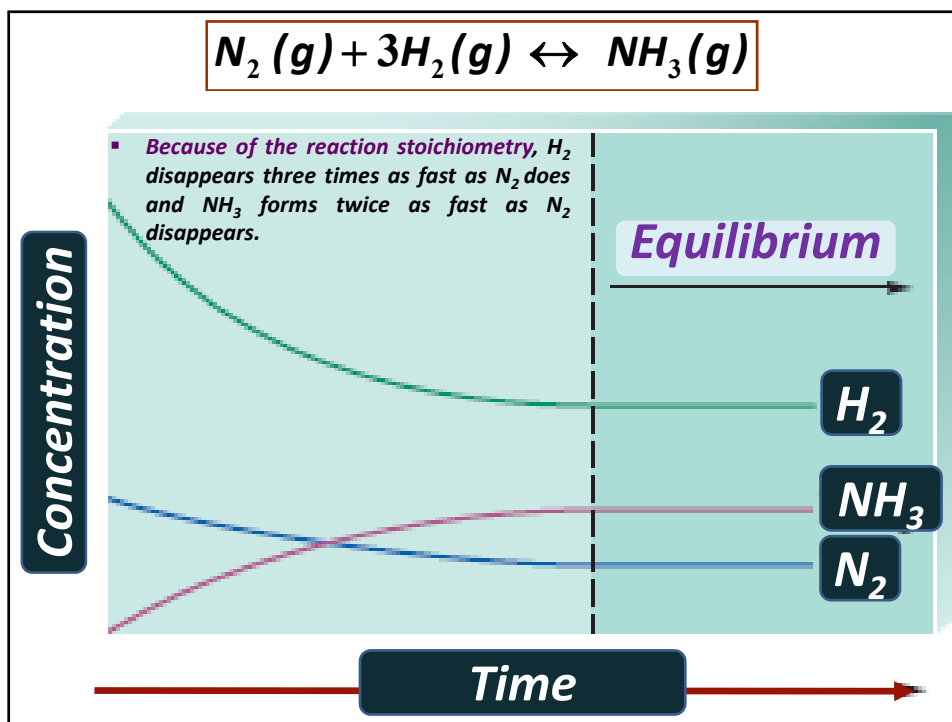 N₂ (g) + 3H₂(g) ↔ NH₃(g)
▪ Because of the reaction stoichiometry, H₂
disappears three times as fast as N₂ does
and NH₃ forms twice as fast as N₂
disappears.
Equilibrium
Concentration
H₂
NH₃
N₂
Time